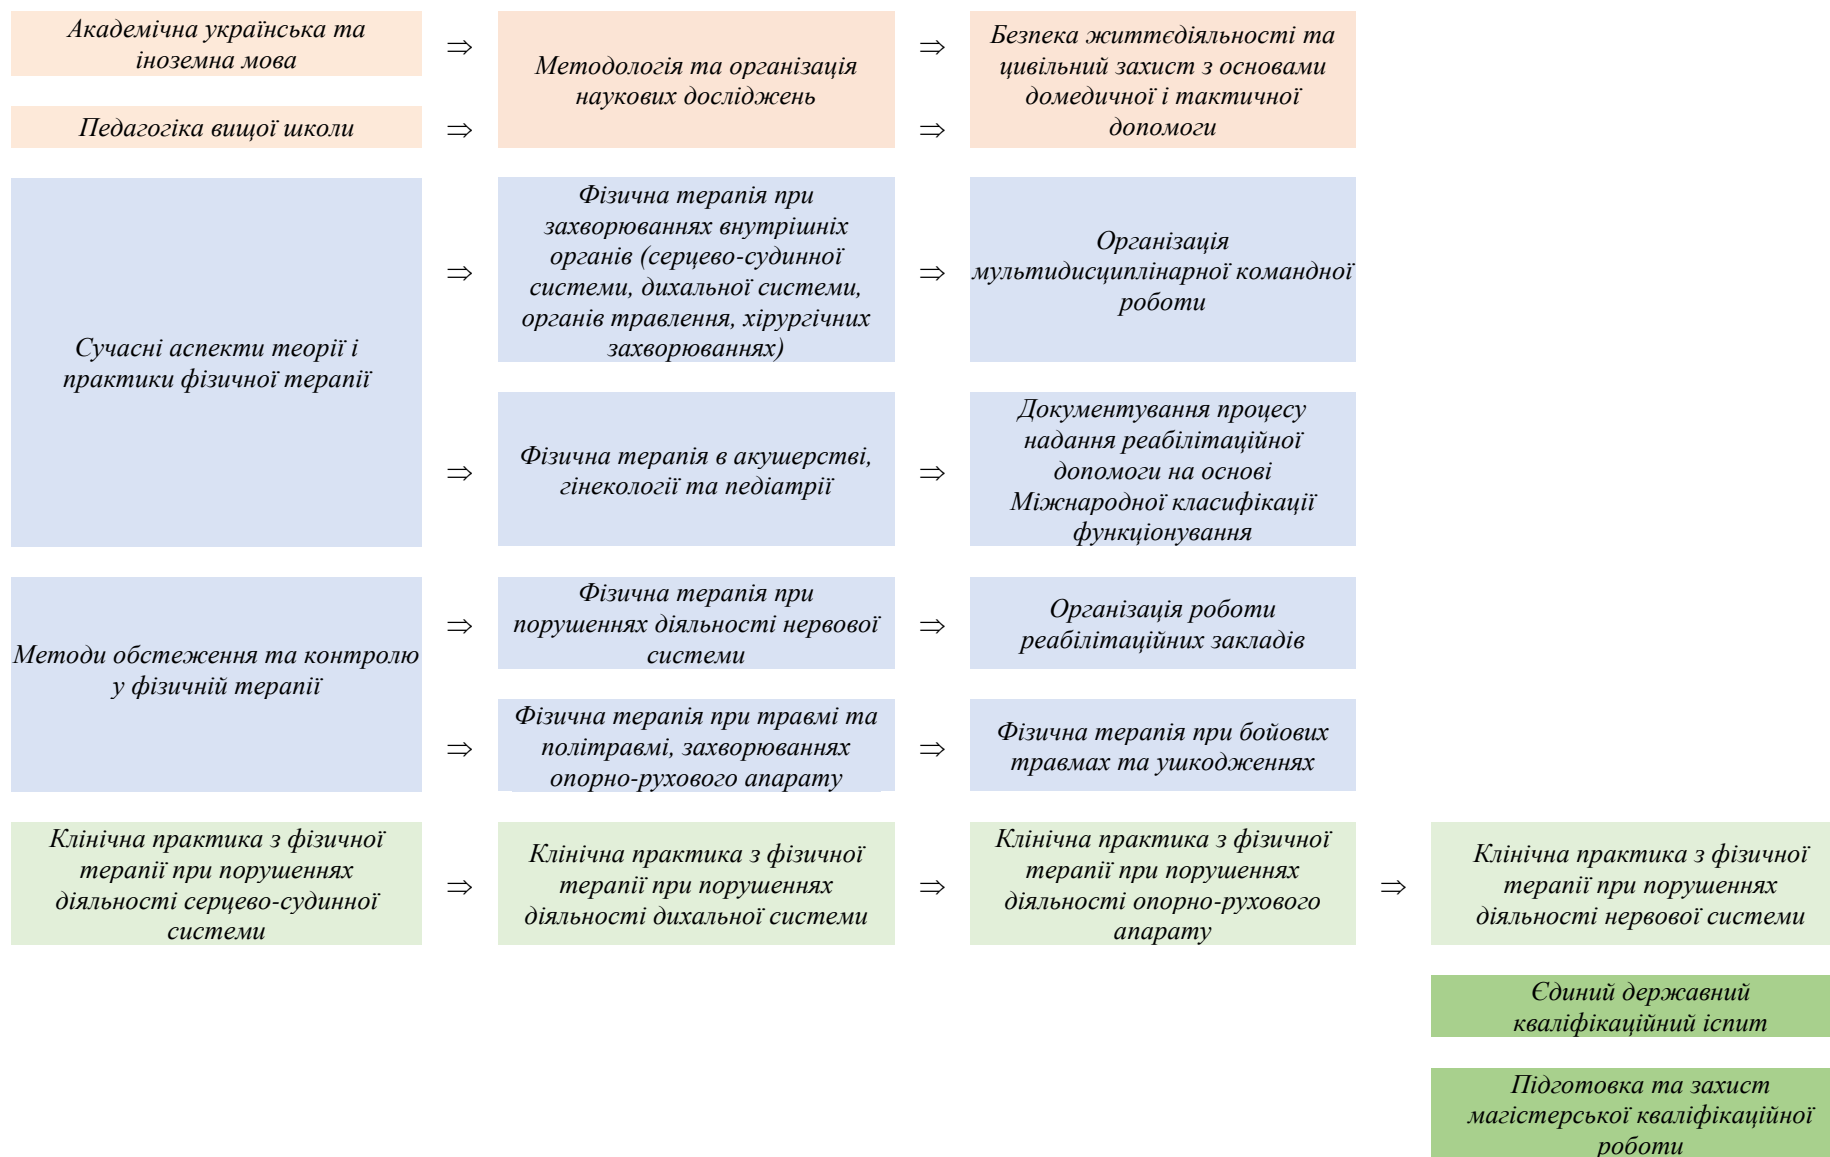 Академічна українська та
іноземна мова
⇒
Методологія та організація
наукових досліджень
⇒
Безпека життєдіяльності та
цивільний захист з основами
домедичної і тактичної
допомоги
Педагогіка вищої школи
⇒
⇒
Сучасні аспекти теорії і
практики фізичної терапії
⇒
Фізична терапія при
захворюваннях внутрішніх
органів (серцево-судинної
системи, дихальної системи,
органів травлення, хірургічних
захворюваннях)
⇒
Організація
мультидисциплінарної командної
роботи
⇒
Фізична терапія в акушерстві,
гінекології та педіатрії
⇒
Документування процесу
надання реабілітаційної
допомоги на основі
Міжнародної класифікації
функціонування
Методи обстеження та контролю
у фізичній терапії
⇒
Фізична терапія при
порушеннях діяльності нервової
системи
⇒
Організація роботи
реабілітаційних закладів
⇒
Фізична терапія при травмі та
політравмі, захворюваннях
опорно-рухового апарату
⇒
Фізична терапія при бойових
травмах та ушкодженнях
Клінічна практика з фізичної
терапії при порушеннях
діяльності серцево-судинної
системи
⇒
Клінічна практика з фізичної
терапії при порушеннях
діяльності дихальної системи
⇒
Клінічна практика з фізичної
терапії при порушеннях
діяльності опорно-рухового
апарату
⇒
Клінічна практика з фізичної
терапії при порушеннях
діяльності нервової системи
Єдиний державний
кваліфікаційний іспит
Підготовка та захист
магістерської кваліфікаційної
роботи